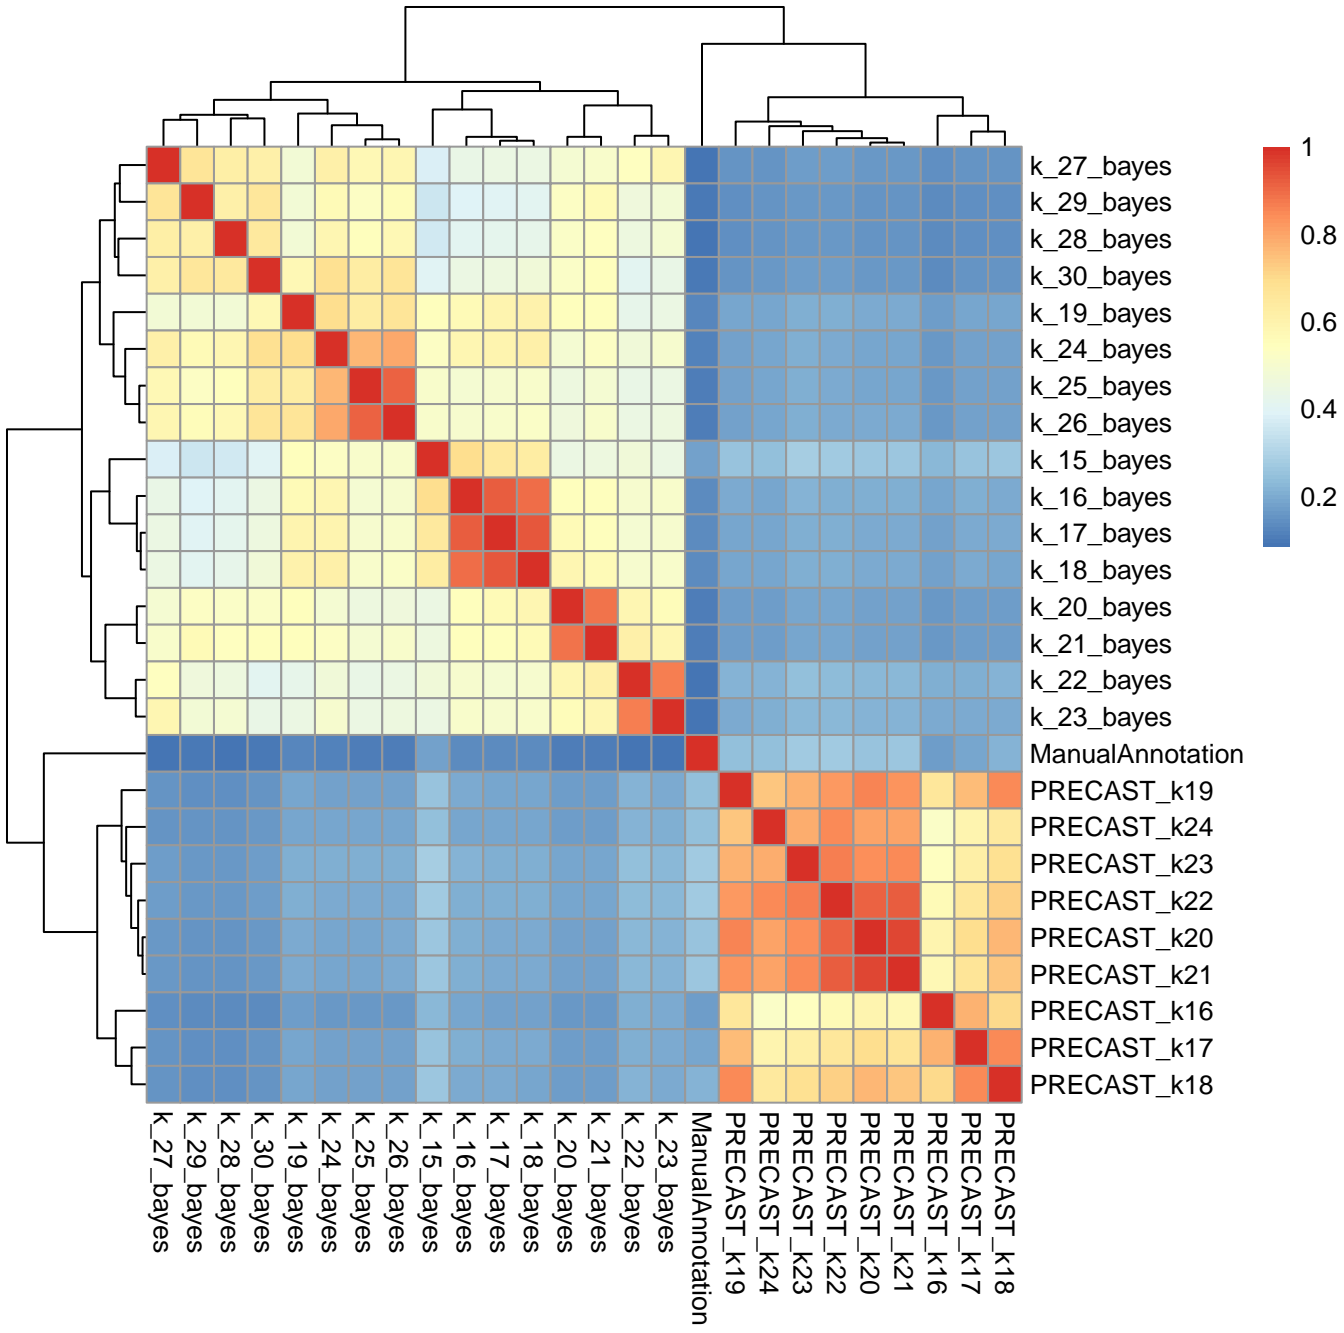 1
0.8
0.6
0.4
0.2
k_27_bayes
k_29_bayes
k_28_bayes
k_30_bayes
k_19_bayes
k_24_bayes
k_25_bayes
k_26_bayes
k_15_bayes
k_16_bayes
k_17_bayes
k_18_bayes
k_20_bayes
k_21_bayes
k_22_bayes
k_23_bayes
ManualAnnotation
PRECAST_k19
PRECAST_k24
PRECAST_k23
PRECAST_k22
PRECAST_k20
PRECAST_k21
PRECAST_k16
PRECAST_k17
PRECAST_k18
k_27_bayes
k_29_bayes
k_28_bayes
k_30_bayes
k_19_bayes
k_24_bayes
k_25_bayes
k_26_bayes
k_15_bayes
k_16_bayes
k_17_bayes
k_18_bayes
k_20_bayes
k_21_bayes
k_22_bayes
k_23_bayes
ManualAnnotation
PRECAST_k19
PRECAST_k24
PRECAST_k23
PRECAST_k22
PRECAST_k20
PRECAST_k21
PRECAST_k16
PRECAST_k17
PRECAST_k18